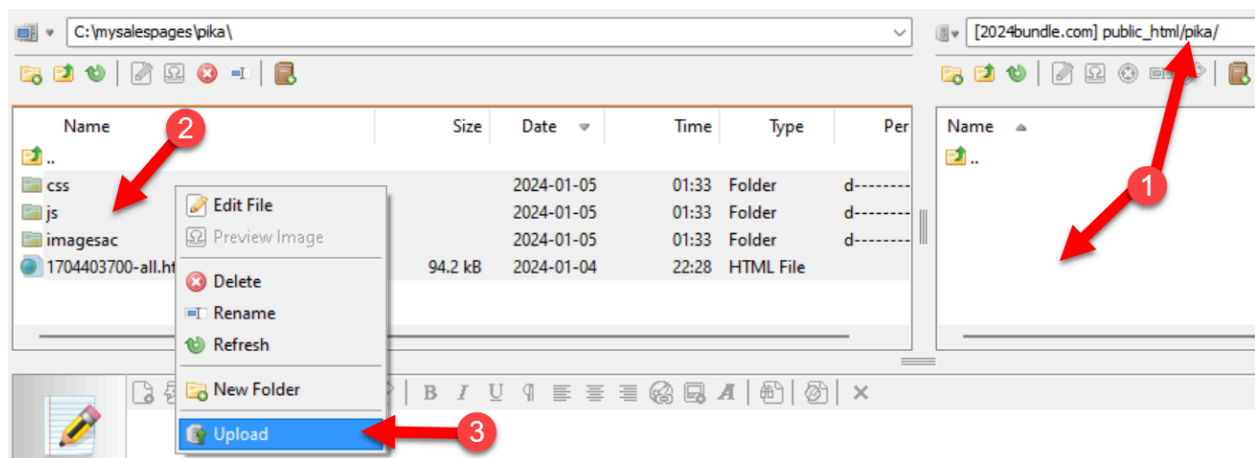 C:\mysalespages\pika\
[2024bundle.com] public_html/pika/
Name Size Date Time Type Per
Name
2
..
..
css 2024-01-05 01:33 Folder d--------
js 2024-01-05 01:33 Folder d--------
imagesac 2024-01-05 01:33 Folder d--------
1704403700-all.ht 94.2 kB 2024-01-04 22:28 HTML File
1
Edit File
Preview Image
Delete
Rename
Refresh
New Folder
B I U ¶ A
Upload
3